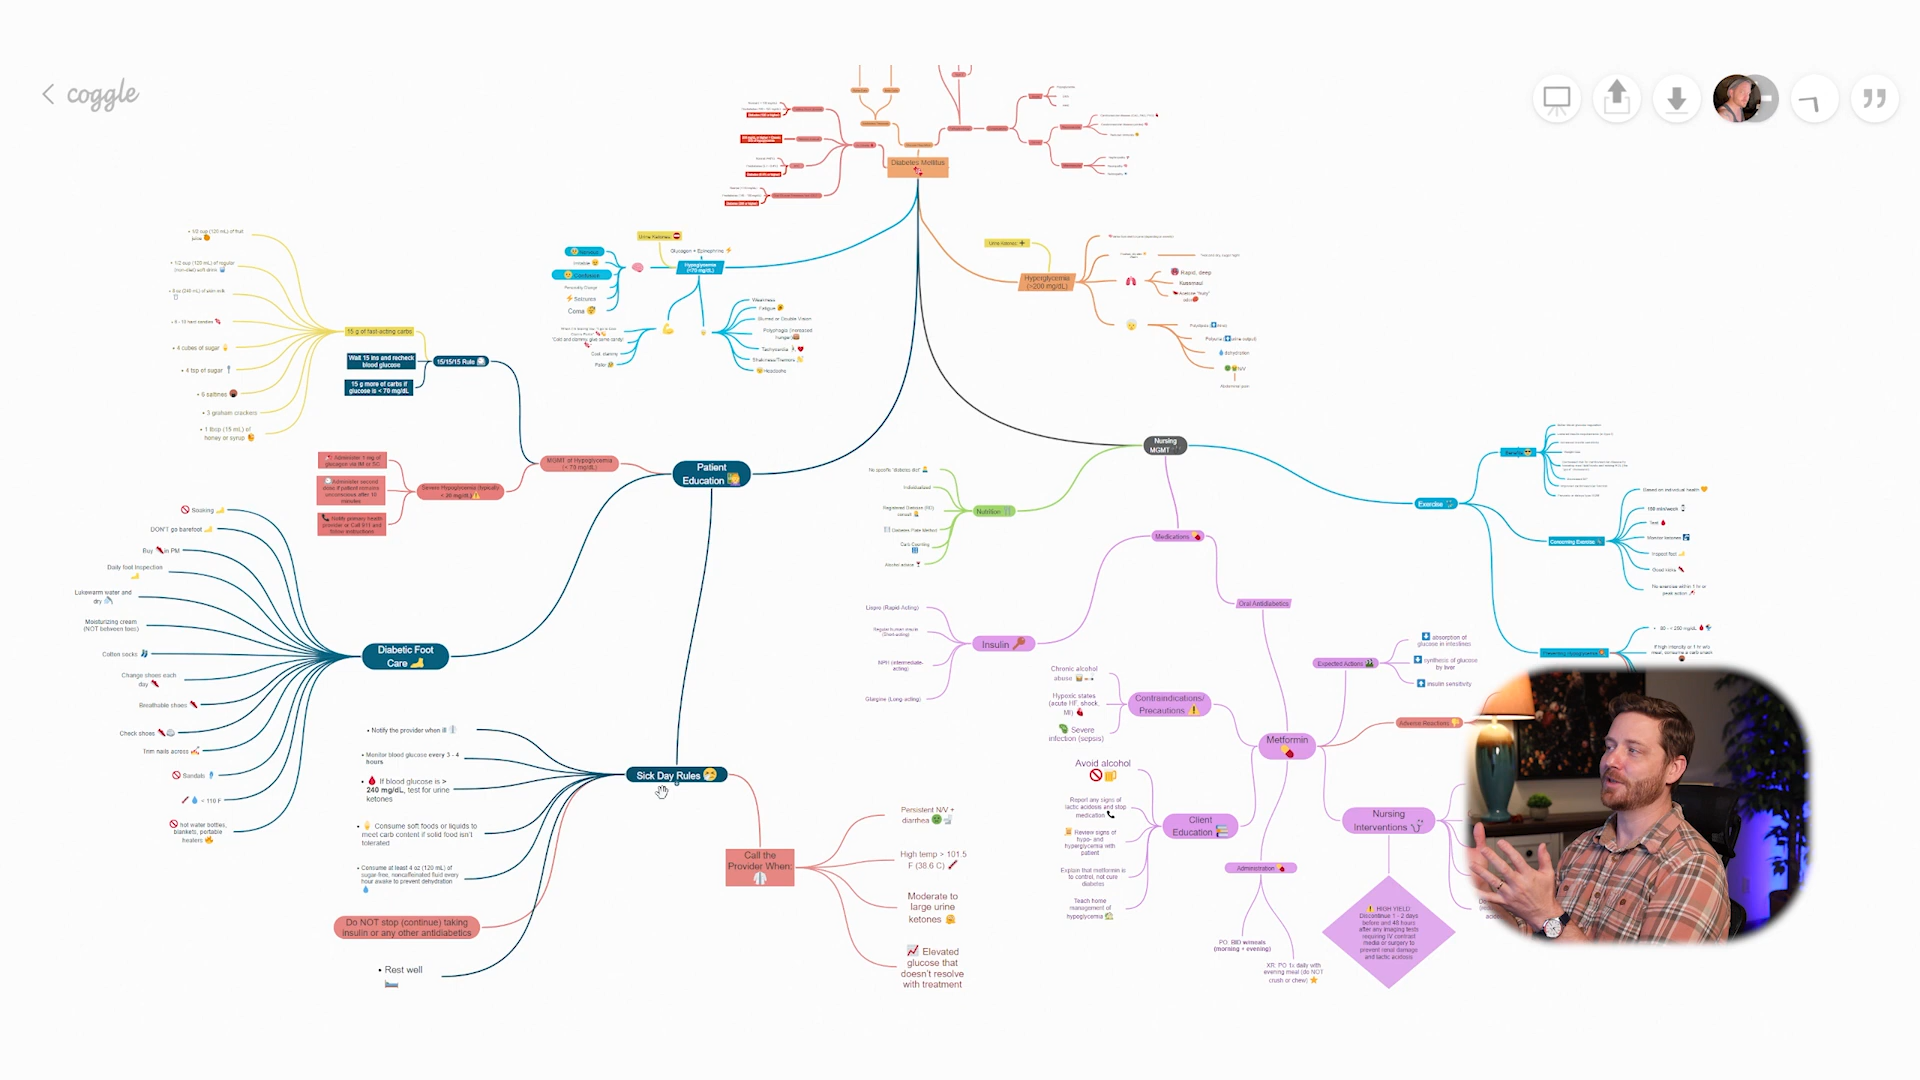 coggle
Diabetes Mellitus
Urine Ketones
Glucagon + Epinephrine
Hypoglycemia
(<70 mg/dL)
Irritable
Confusion
Personality Change
Seizures
Coma
"Cold and clammy give some candy"
Cool, clammy
Pallor
Weakness
Fatigue
Blurred or Double Vision
Polyphagia (Increased
hunger)
Tachycardia
Shakiness/Tremors
Headache
Urine Ketones
Hyperglycemia
(>200 mg/dL)
Rapid, deep
Kussmaul
Acetone "fruity"
Polyuria
urine output)
dehydration
N/V
Abdominal pain
• 1/2 cup (120 mL) of fruit
juice
• 1/2 cup (120 mL) of regular
(non-diet) soft drink
• 8 oz (240 mL) of skim milk
• 6 - 10 hard candies
• 4 cubes of sugar
• 4 tsp of sugar
• 6 saltines
• 3 graham crackers
• 1 tbsp (15 mL) of
honey or syrup
15 g of fast-acting carbs
Wait 15 ins and recheck
blood glucose
15 g more of carbs if
glucose is < 70 mg/dL
15/15/15 Rule
MGMT of Hypoglycemia
(< 70 mg/dL)
Administer 1 mg of
glucagon via IM or SC
Administer second
dose if patient remains
unconscious after 10
minutes
Notify primary health
provider or Call 911 and
follow instructions
Severe Hypoglycemia (typically
< 20 mg/dL)
Patient
Education
Soaking
DON'T go barefoot
Buy in PM
Daily foot Inspection
Lukewarm water and
dry
Moisturizing cream
(NOT between toes)
Cotton socks
Change shoes each
day
Breathable shoes
Check shoes
Trim nails across
Sandals
< 110 F
hot water bottles,
blankets, portable
heaters
Diabetic Foot
Care
• Notify the provider when ill
• Monitor blood glucose every 3 - 4
hours
• If blood glucose is >
240 mg/dL, test for urine
ketones
• Consume soft foods or liquids to
meet carb content if solid food isn't
tolerated
• Consume at least 4 oz (120 mL) of
sugar-free, noncaffeinated fluid every
hour awake to prevent dehydration
Do NOT stop (continue) taking
insulin or any other antidiabetics
• Rest well
Sick Day Rules
Call the
Provider When:
Persistent N/V +
diarrhea
High temp > 101.5
F (38.6 C)
Moderate to
large urine
ketones
Elevated
glucose that
doesn't resolve
with treatment
Nursing
MGMT
No specific "diabetic diet"
Individualized
Registered Dietitian (RD)
consult
Diabetes Plate Method
Carb Counting
Alcohol advise
Nutrition
Medications
Oral Antidiabetics
Lispro (Rapid-Acting)
Regular human insulin
(Short-acting)
NPH (intermediate-
acting)
Glargine (Long-acting)
Insulin
Chronic alcohol
abuse
Hypoxic states
(acute HF, shock,
MI)
Severe
infection (sepsis)
Contraindications/
Precautions
Metformin
Expected Actions
absorption of
glucose in intestines
synthesis of glucose
by liver
insulin sensitivity
Adverse Reactions
Avoid alcohol
Report any signs of
lactic acidosis and stop
medication
Review signs of
hypo- and
hyperglycemia with
patient
Explain that metformin is
to control, not cure
diabetes
Teach home
management of
hypoglycemia
Client
Education
Administration
PO: BID w/meals
(morning + evening)
XR: PO 1x daily with
evening meal (do NOT
crush or chew)
Nursing
Interventions
HIGH YIELD
Discontinue 1 - 2 days
before and 48 hours
after any imaging tests
requiring IV contrast
media or surgery to
prevent renal damage
and lactic acidosis
Exercise
Benefits
Concerning Exercise
Based on individual health
150 min/week
Test
Monitor between
Inspect feet
Good kicks
No exercise within 1 hr or
peak action
Preventing Hypoglycemia
80 - < 250 mg/dL
If high intensity or 1 hr w/o
meal, consume a carb snack